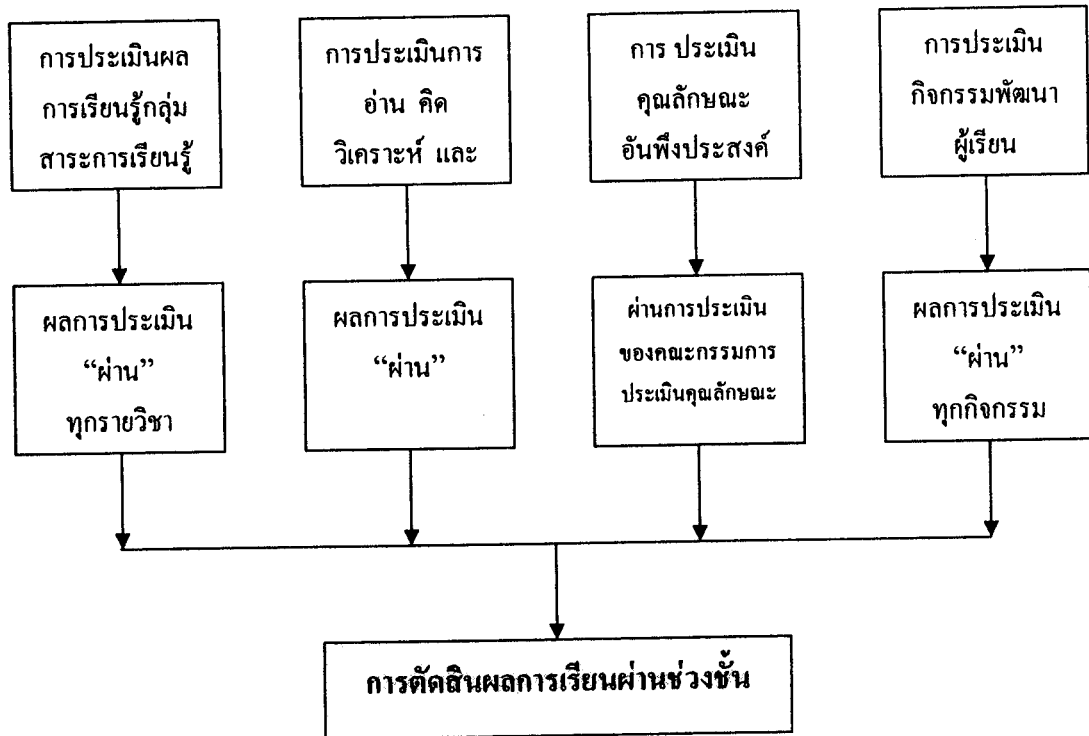 การประเมินผล
การเรียนรู้กลุ่ม
สาระการเรียนรู้
การประเมินการ
อ่าน คิด
วิเคราะห์ และ
การ ประเมิน
คุณลักษณะ
อันพึงประสงค์
การประเมิน
กิจกรรมพัฒนา
ผู้เรียน
ผลการประเมิน
“ผ่าน”
ทุกรายวิชา
ผลการประเมิน
“ผ่าน”
ผ่านการประเมิน
ของคณะกรรมการ
ประเมินคุณลักษณะ
ผลการประเมิน
“ผ่าน”
ทุกกิจกรรม
การตัดสินผลการเรียนผ่านช่วงชั้น